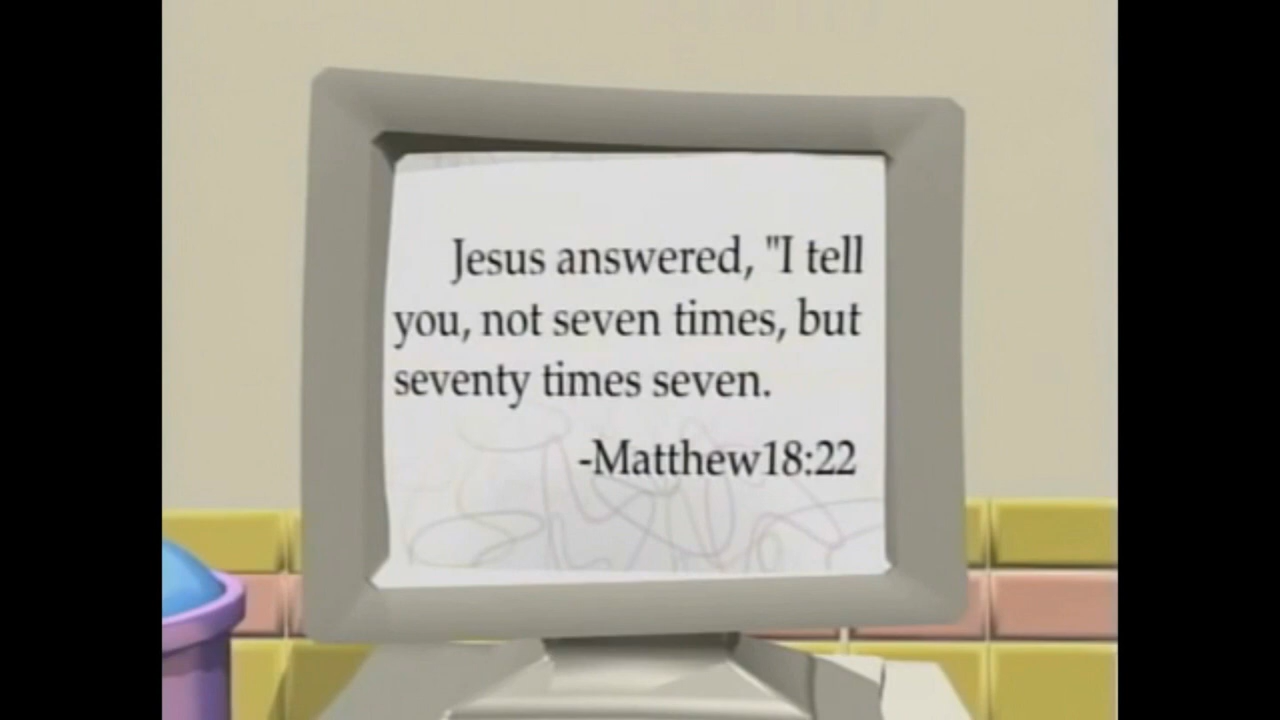 Jesus answered, "I tell
you, not seven times, but
seventy times seven.
-Matthew18:22